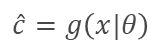 ĉ = g(x|θ)